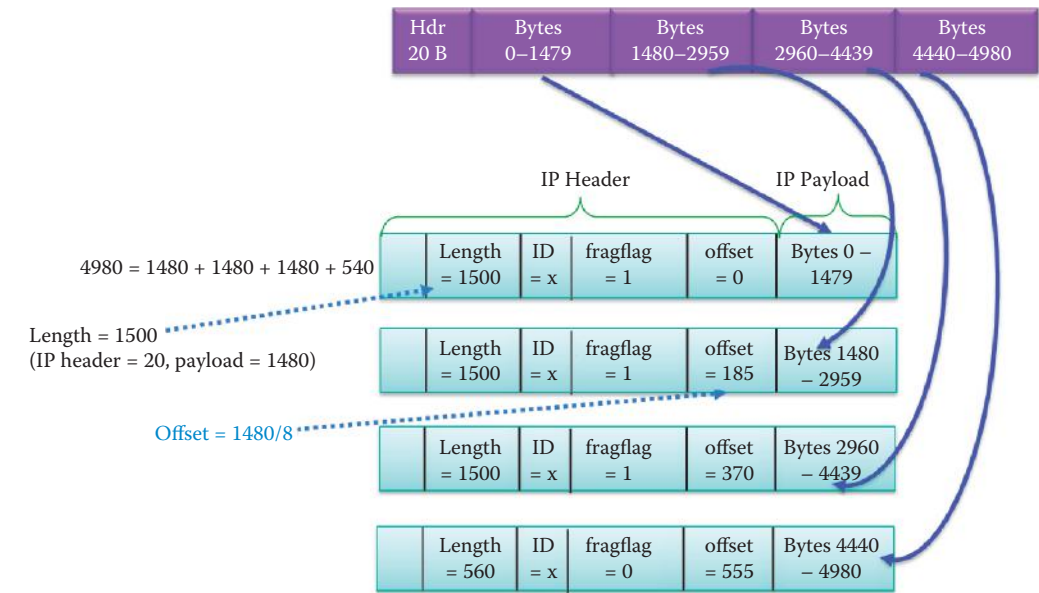 Hdr
20 B
Bytes
0–1479
Bytes
1480–2959
Bytes
2960–4439
Bytes
4440–4980
IP Header
IP Payload
4980 = 1480 + 1480 + 1480 + 540
Length
= 1500
ID
= x
fragflag
= 1
offset
= 0
Bytes 0 –
1479
Length = 1500
(IP header = 20, payload = 1480)
Length
= 1500
ID
= x
fragflag
= 1
offset
= 185
Bytes 1480
– 2959
Offset = 1480/8
Length
= 1500
ID
= x
fragflag
= 1
offset
= 370
Bytes 2960
– 4439
Length
= 560
ID
= x
fragflag
= 0
offset
= 555
Bytes 4440
– 4980